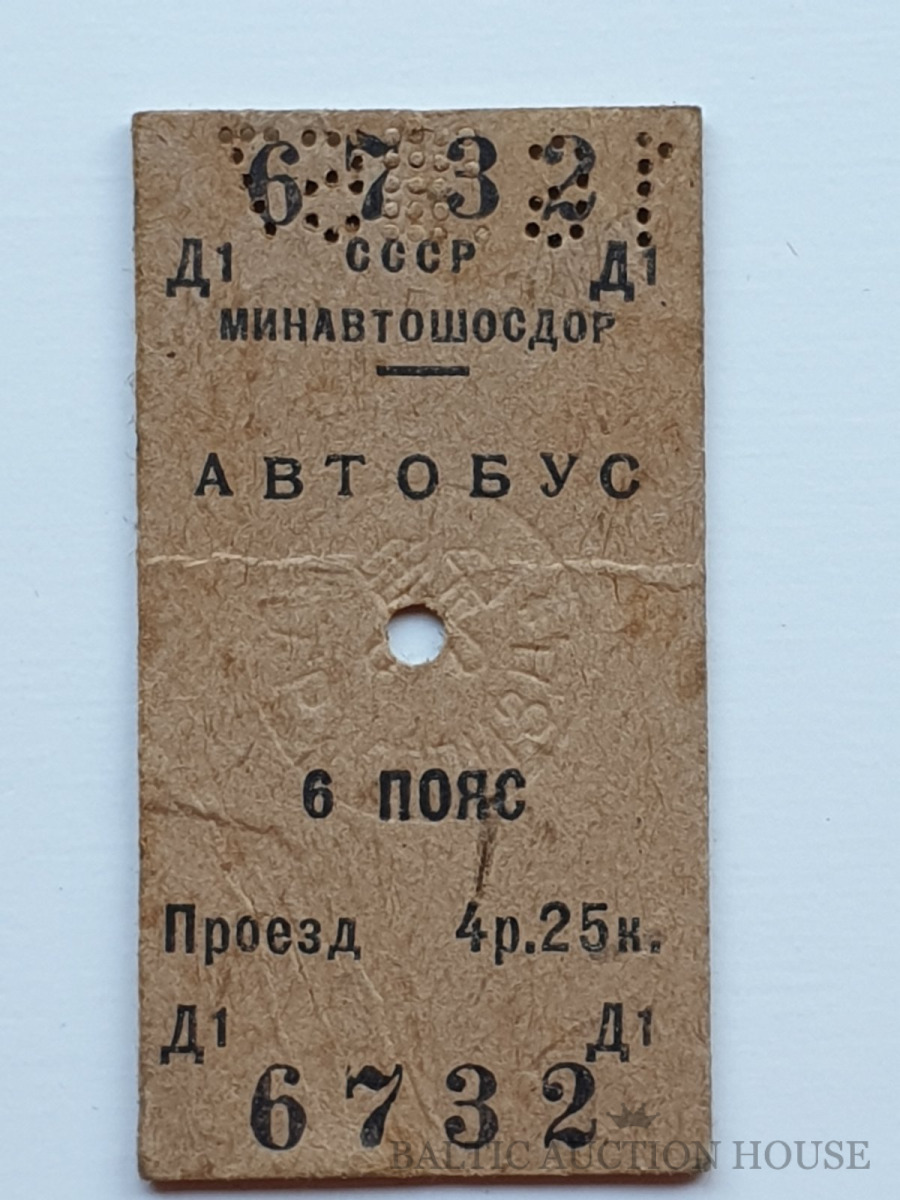 6732
Д1 СССР Д1
МИНАВТОШОСДОР
АВТОБУС
6 ПОЯС
Проезд 4р.25к.
Д1 Д1
6732
BALTIC AUCTION HOUSE